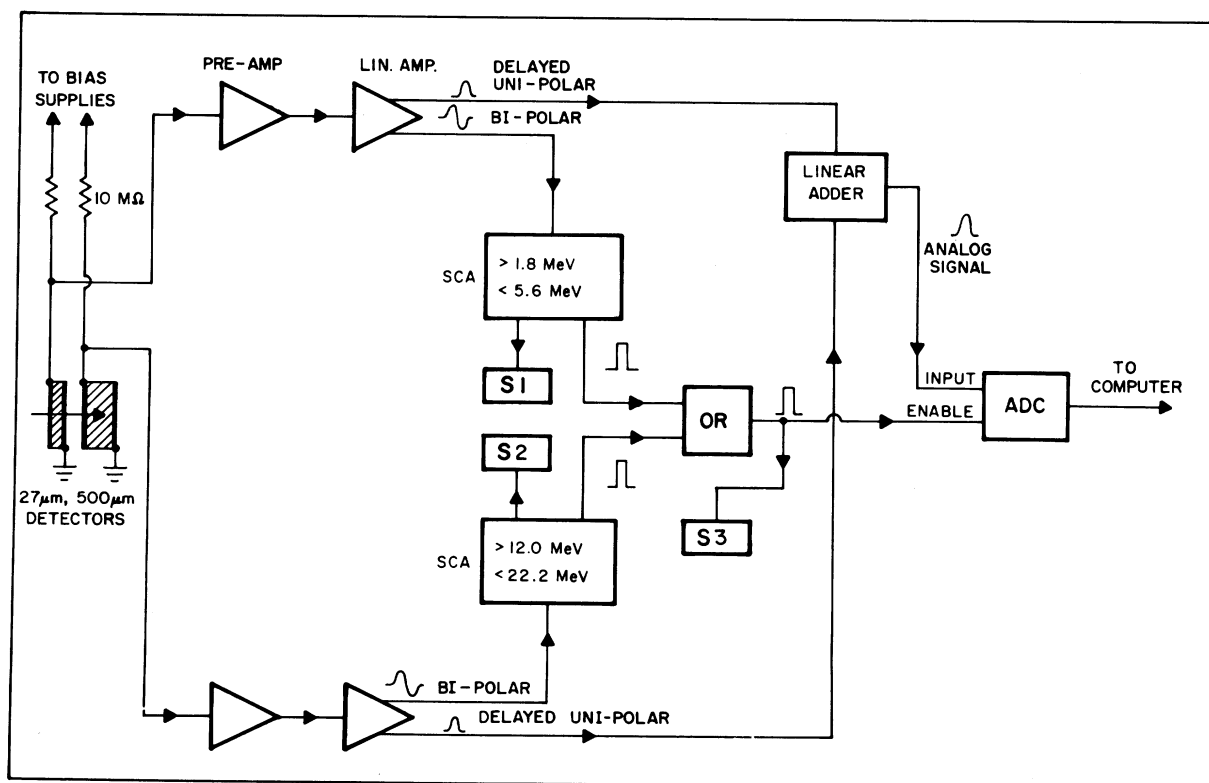 TO BIAS
SUPPLIES
PRE-AMP
LIN. AMP.
DELAYED
UNI-POLAR
BI-POLAR
10 MΩ
LINEAR
ADDER
SCA
> 1.8 MeV
< 5.6 MeV
ANALOG
SIGNAL
S1
INPUT
ENABLE
ADC
TO
COMPUTER
OR
S2
27μm, 500μm
DETECTORS
S3
SCA
>12.0 MeV
<22.2 MeV
BI-POLAR
DELAYED UNI-POLAR